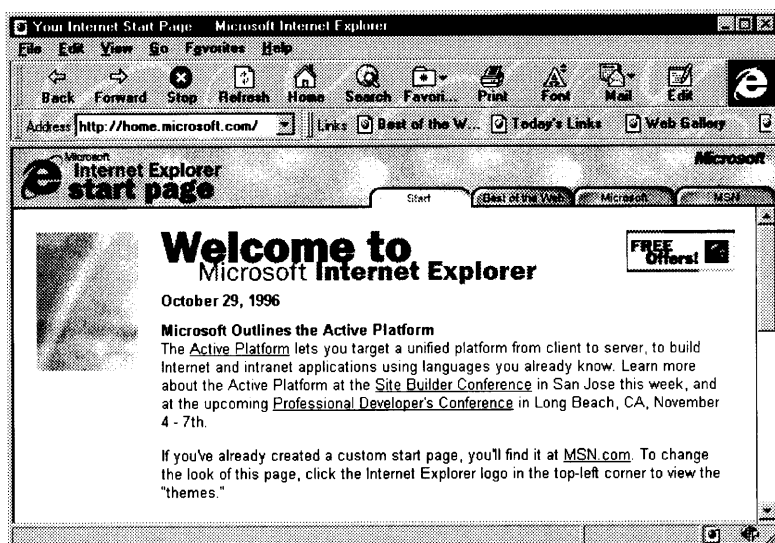 Your Internet Start Page Microsoft Internet Explorer
File Edit View Go Favorites Help
Back Forward Stop Refresh Home Search Favori... Print Font Mail Edit
Address http://home.microsoft.com/ Links Best of the W... Today's Links Web Gallery
Microsoft
Internet Explorer
start page
Microsoft
Start Best of the Web Microsoft MSN
Welcome to
Microsoft Internet Explorer
FREE
Offers!
October 29, 1996
Microsoft Outlines the Active Platform
The Active Platform lets you target a unified platform from client to server, to build
Internet and intranet applications using languages you already know. Learn more
about the Active Platform at the Site Builder Conference in San Jose this week, and
at the upcoming Professional Developer's Conference in Long Beach, CA, November
4 - 7th.
If you've already created a custom start page, you'll find it at MSN.com. To change
the look of this page, click the Internet Explorer logo in the top-left corner to view the
"themes."